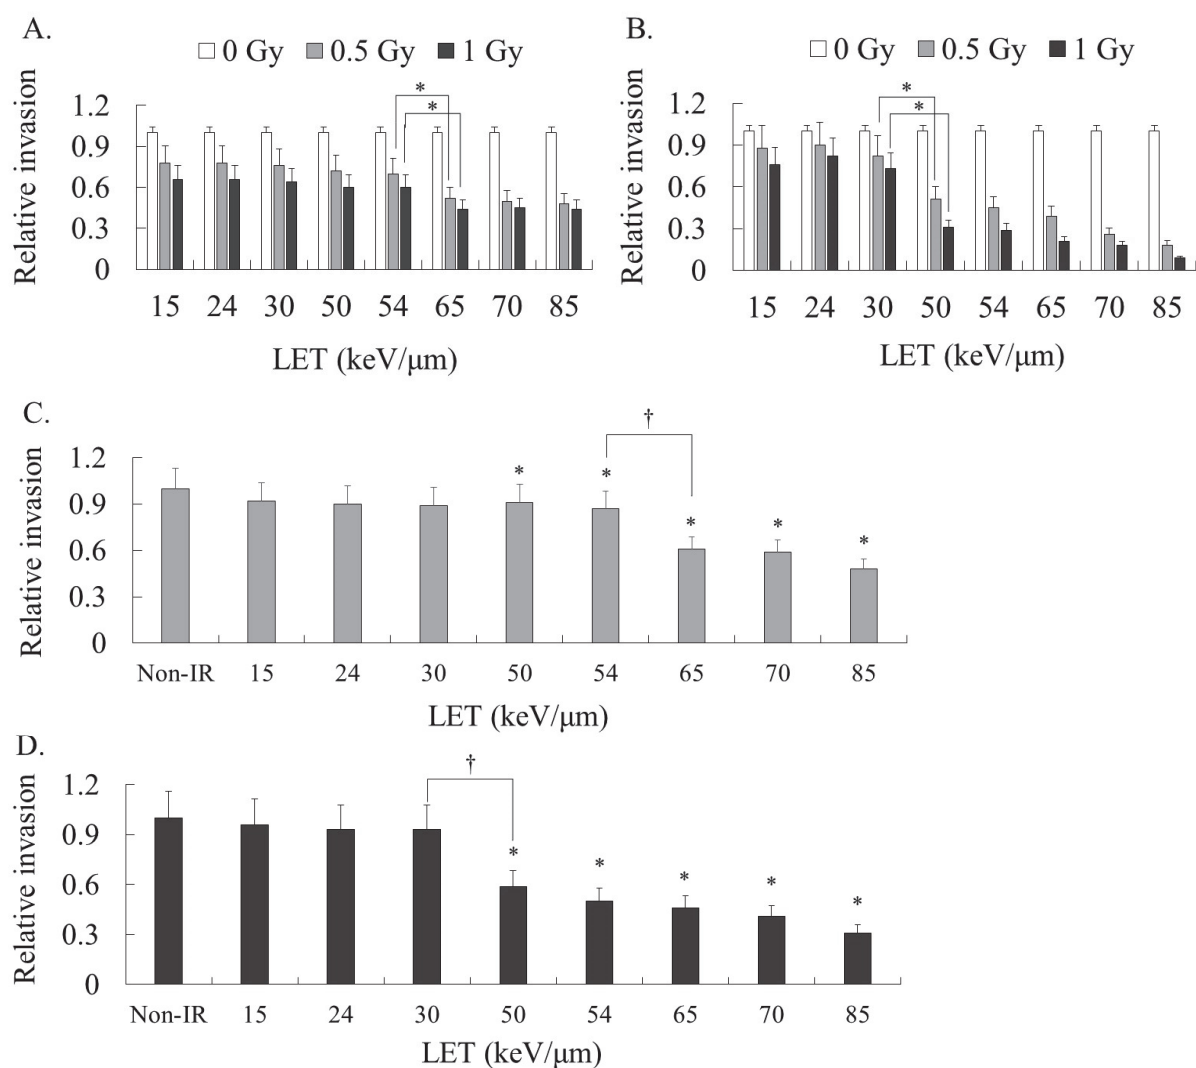 A.
0 Gy 0.5 Gy 1 Gy
Relative invasion
1.2
0.9
0.6
0.3
0
* *
15 24 30 50 54 65 70 85
LET (keV/μm)
B.
0 Gy 0.5 Gy 1 Gy
Relative invasion
1.2
0.9
0.6
0.3
0
* *
15 24 30 50 54 65 70 85
LET (keV/μm)
C.
Relative invasion
1.2
0.9
0.6
0.3
0
†
* * * * *
Non-IR 15 24 30 50 54 65 70 85
LET (keV/μm)
D.
Relative invasion
1.2
0.9
0.6
0.3
0
†
* * * * *
Non-IR 15 24 30 50 54 65 70 85
LET (keV/μm)